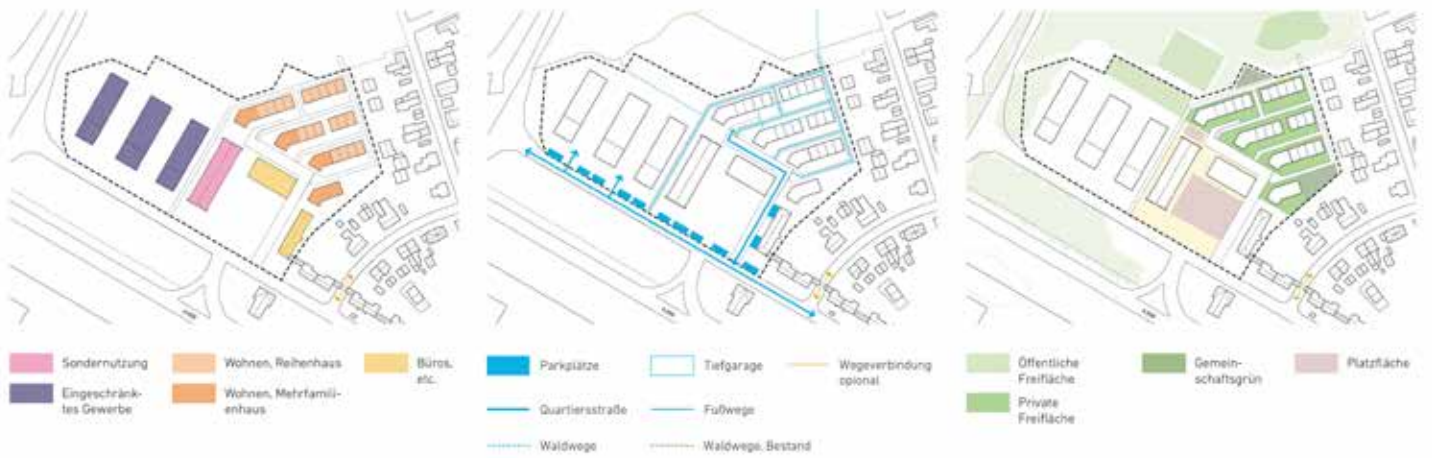 Sondernutzung
Eingeschränk-
tes Gewerbe
Wohnen, Reihenhaus
Wohnen, Mehrfamili-
enhaus
Büros,
etc.
Parkplätze
Tiefgarage
Wegeverbindung
opional
Quartiersstraße
Fußwege
Waldwege
Waldwege, Bestand
Öffentliche
Freifläche
Private
Freifläche
Gemein-
schaftsgrün
Platzfläche